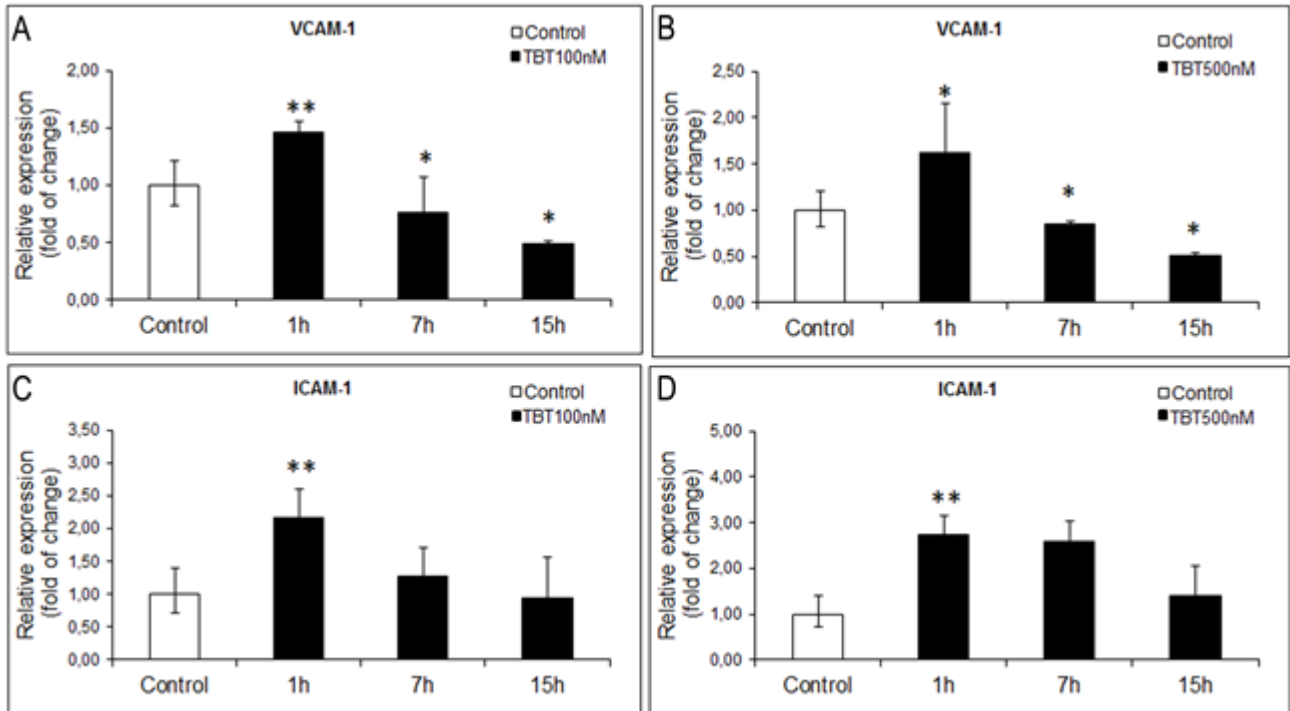 A
VCAM-1
Control
TBT100nM
Relative expression
(fold of change)
2,00
1,50
1,00
0,50
0,00
**
*
*
Control 1h 7h 15h
B
VCAM-1
Control
TBT500nM
Relative expression
(fold of change)
2,50
2,00
1,50
1,00
0,50
0,00
*
*
*
Control 1h 7h 15h
C
ICAM-1
Control
TBT100nM
Relative expression
(fold of change)
3,50
3,00
2,50
2,00
1,50
1,00
0,50
0,00
**
Control 1h 7h 15h
D
ICAM-1
Control
TBT500nM
Relative expression
(fold of change)
5,00
4,00
3,00
2,00
1,00
0,00
**
Control 1h 7h 15h